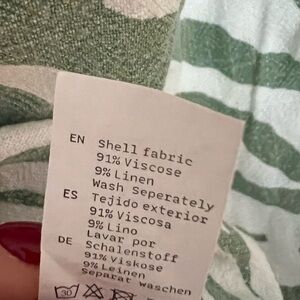 EN Shell fabric
91% Viscose
9% Linen
Wash Seperately
ES Tejido exterior
91% Viscosa
9% Lino
Lavar por
DE Schalenstoff
91% Viskose
9% Leinen
Separat waschen
30